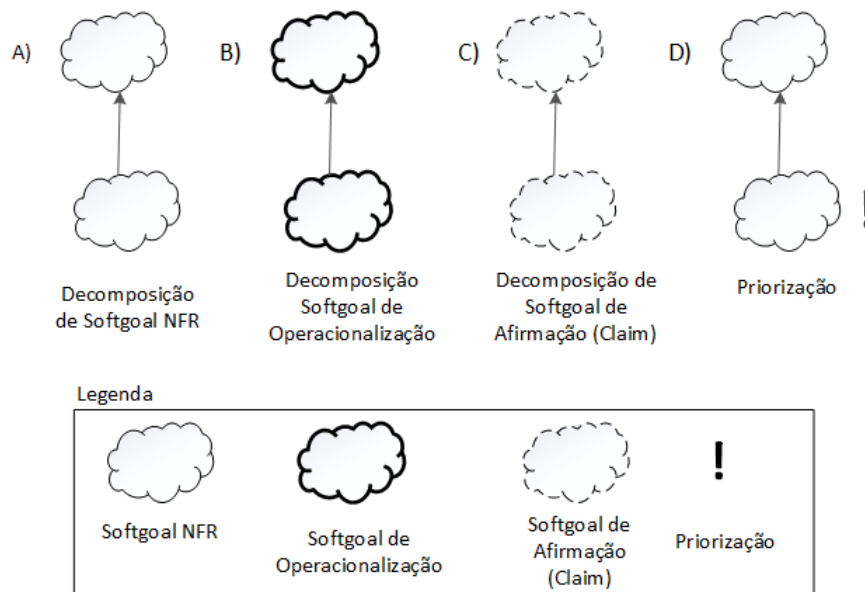 A)
B)
C)
D)
!
Decomposição
de Softgoal NFR
Decomposição
Softgoal de
Operacionalização
Decomposição de
Softgoal de
Afirmação (Claim)
Priorização
Legenda
!
Softgoal NFR
Softgoal de
Operacionalização
Softgoal de
Afirmação
(Claim)
Priorização